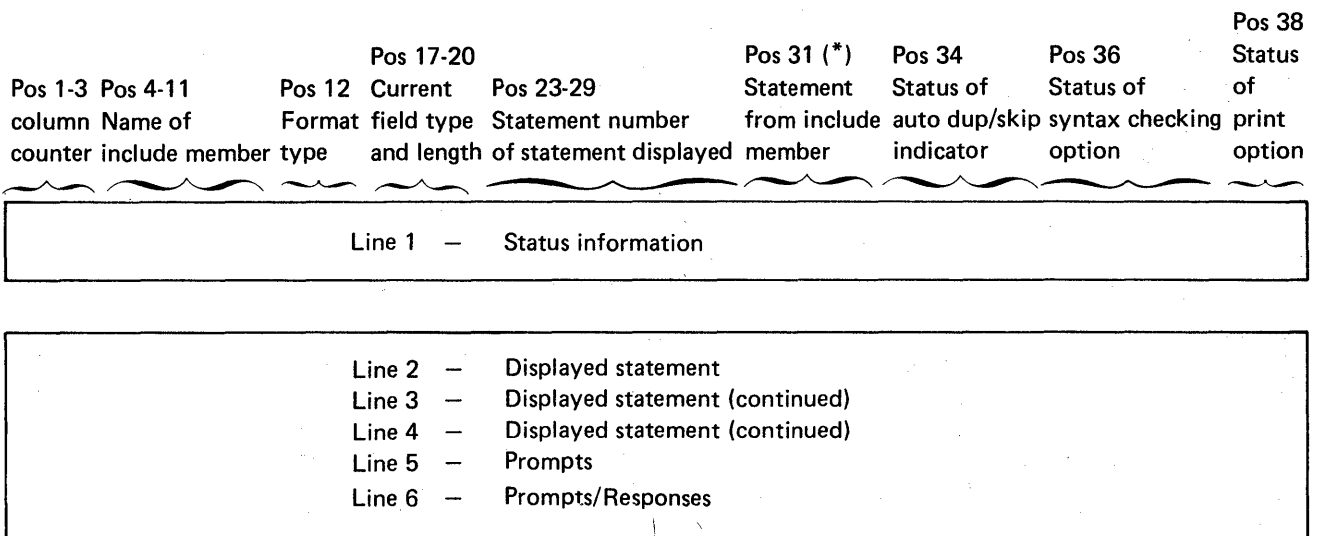 Pos 38
Pos 17-20 Pos 31 (*) Pos 34 Pos 36 Status
Pos 1-3 Pos 4-11 Pos 12 Current Pos 23-29 Statement Status of Status of of
column Name of Format field type Statement number from include auto dup/skip syntax checking print
counter include member type and length of statement displayed member indicator option option
Line 1 — Status information
Line 2 — Displayed statement
Line 3 — Displayed statement (continued)
Line 4 — Displayed statement (continued)
Line 5 — Prompts
Line 6 — Prompts/Responses